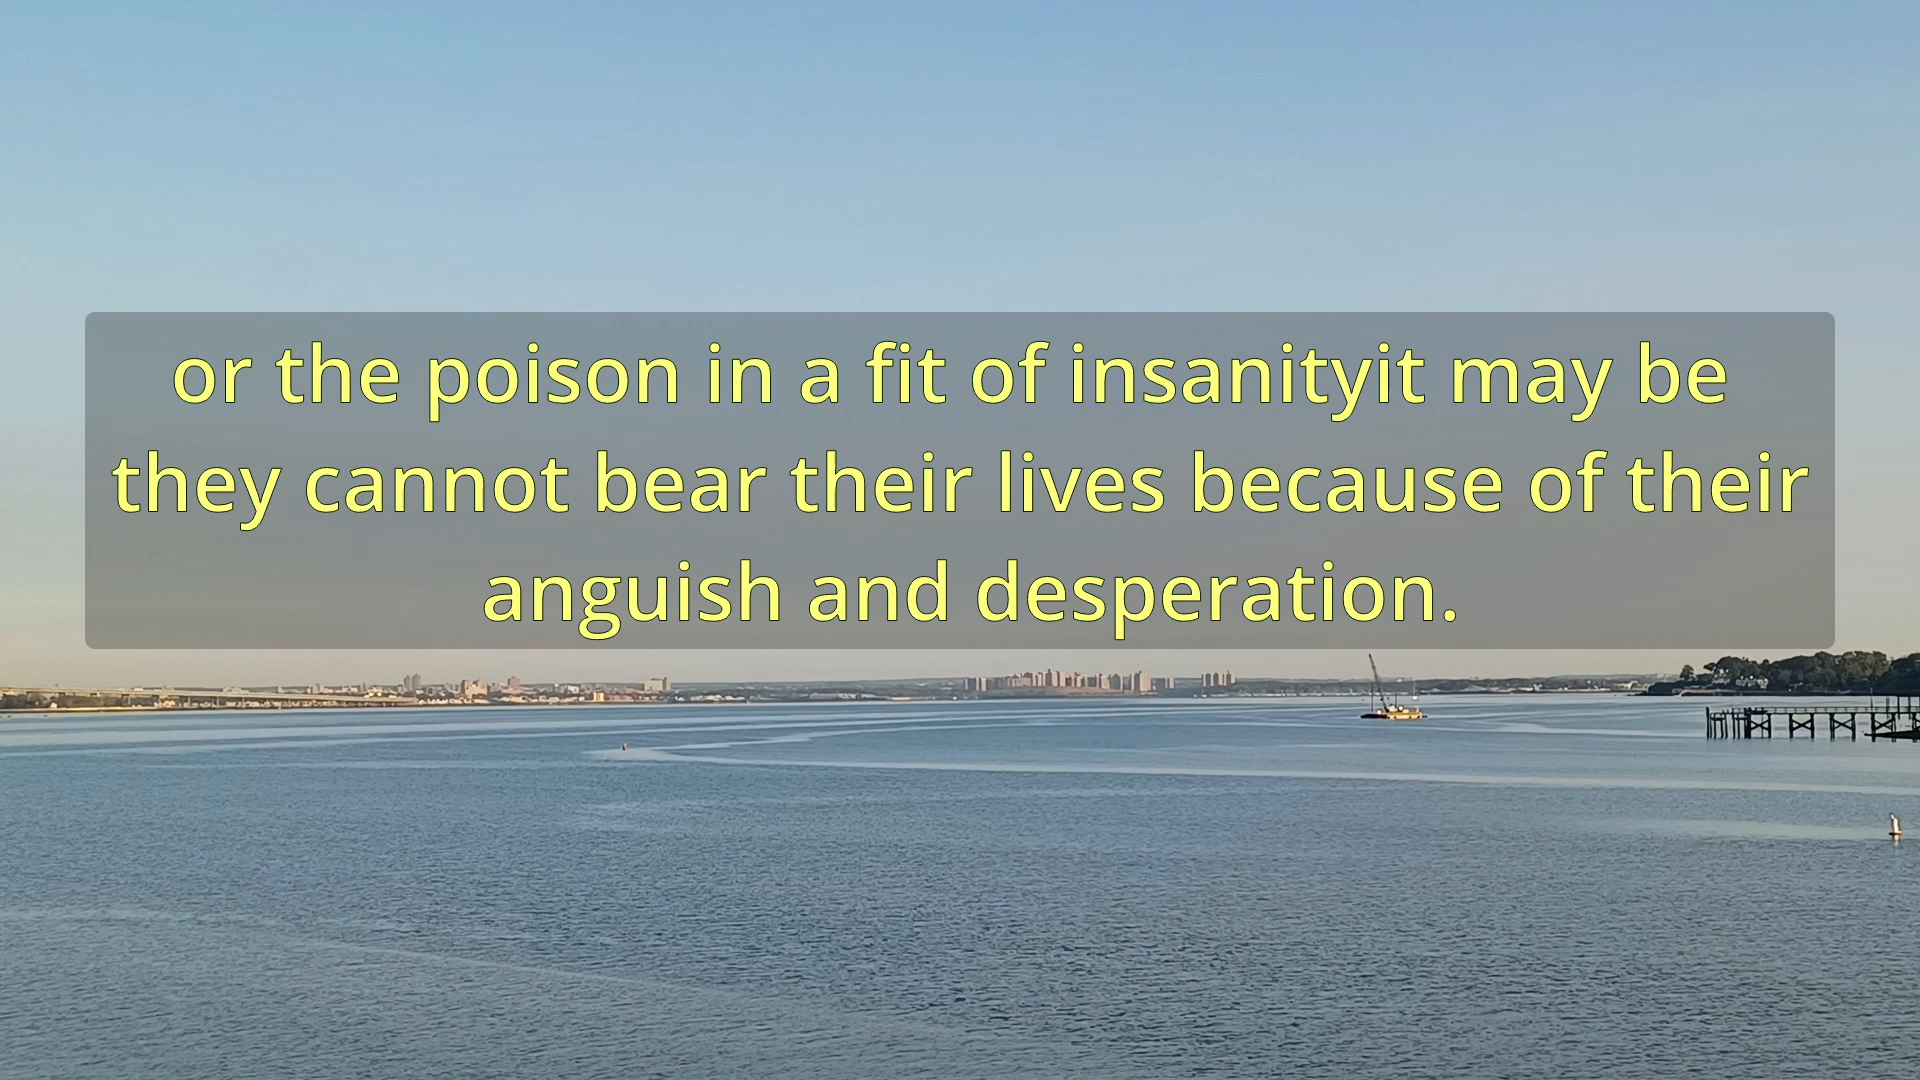 or the poison in a fit of insanityit may be
they cannot bear their lives because of their
anguish and desperation.